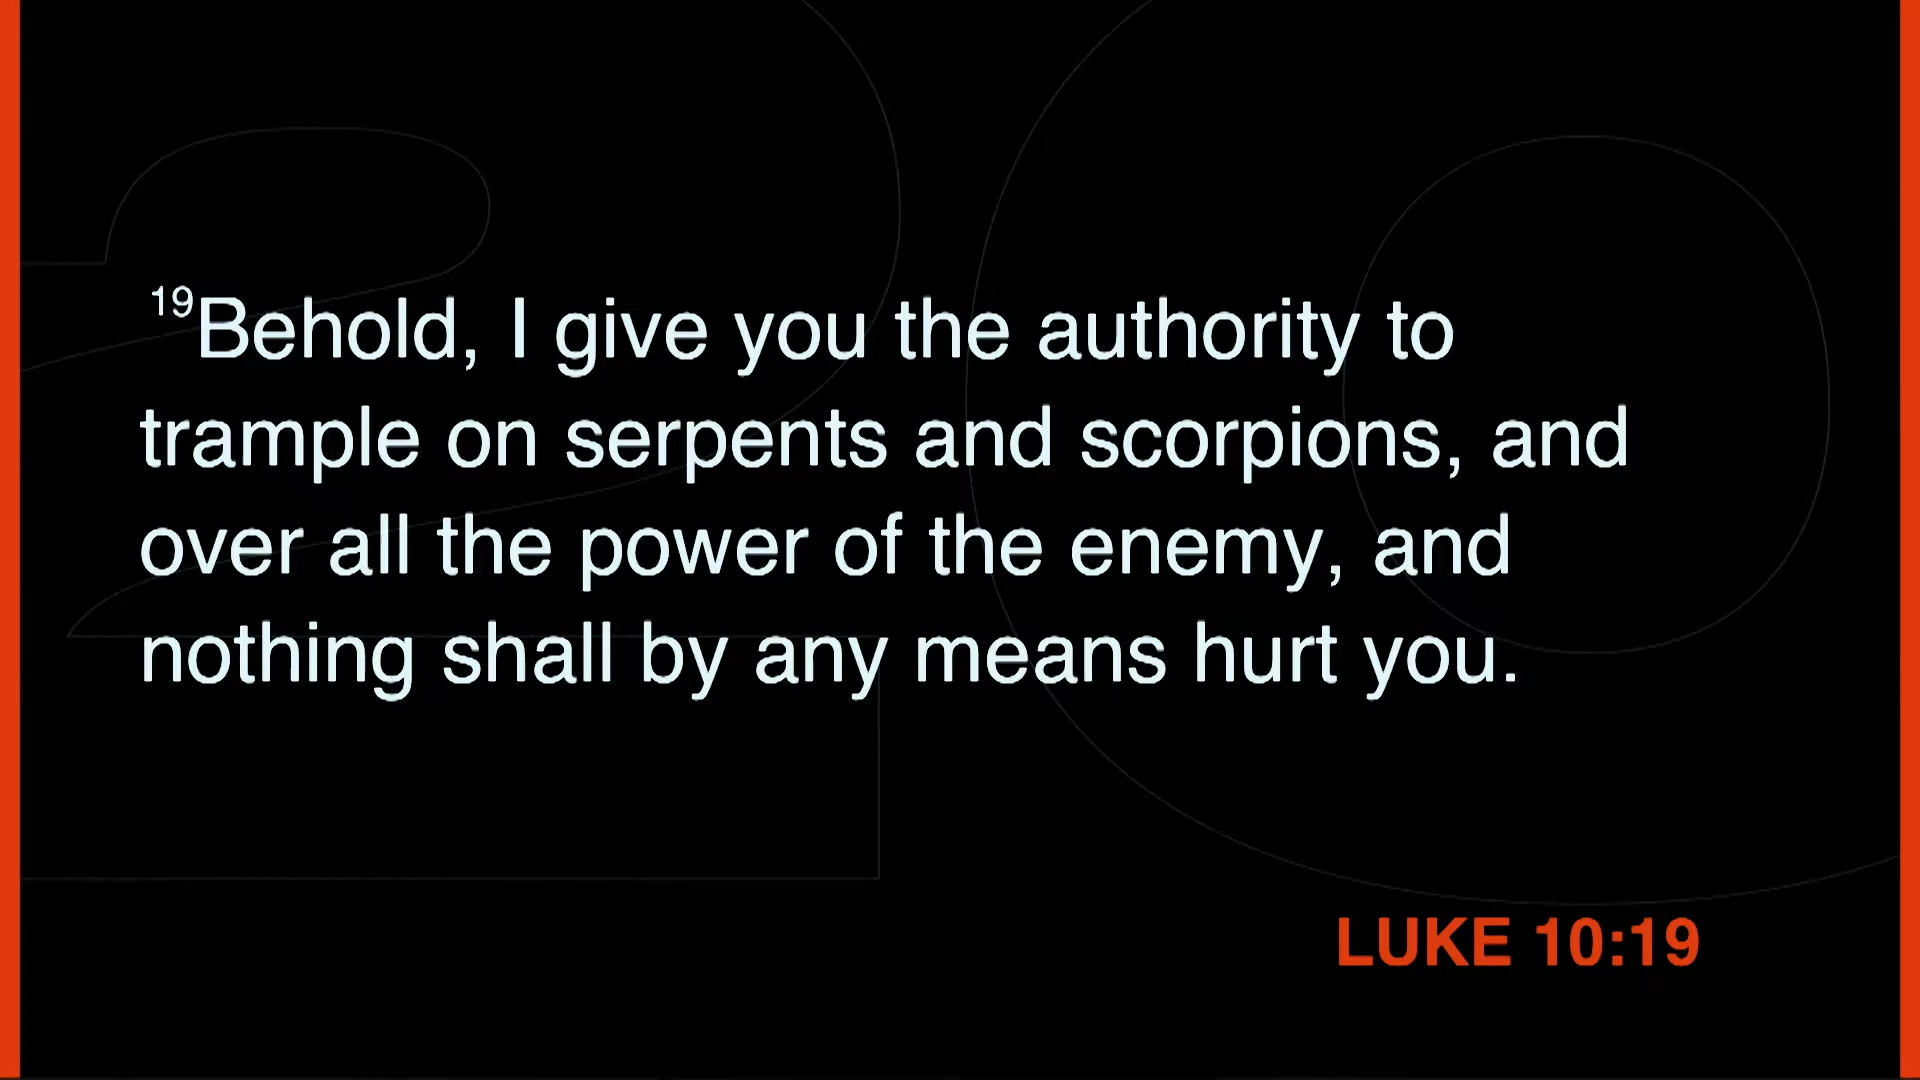 19Behold, I give you the authority to
trample on serpents and scorpions, and
over all the power of the enemy, and
nothing shall by any means hurt you.
LUKE 10:19